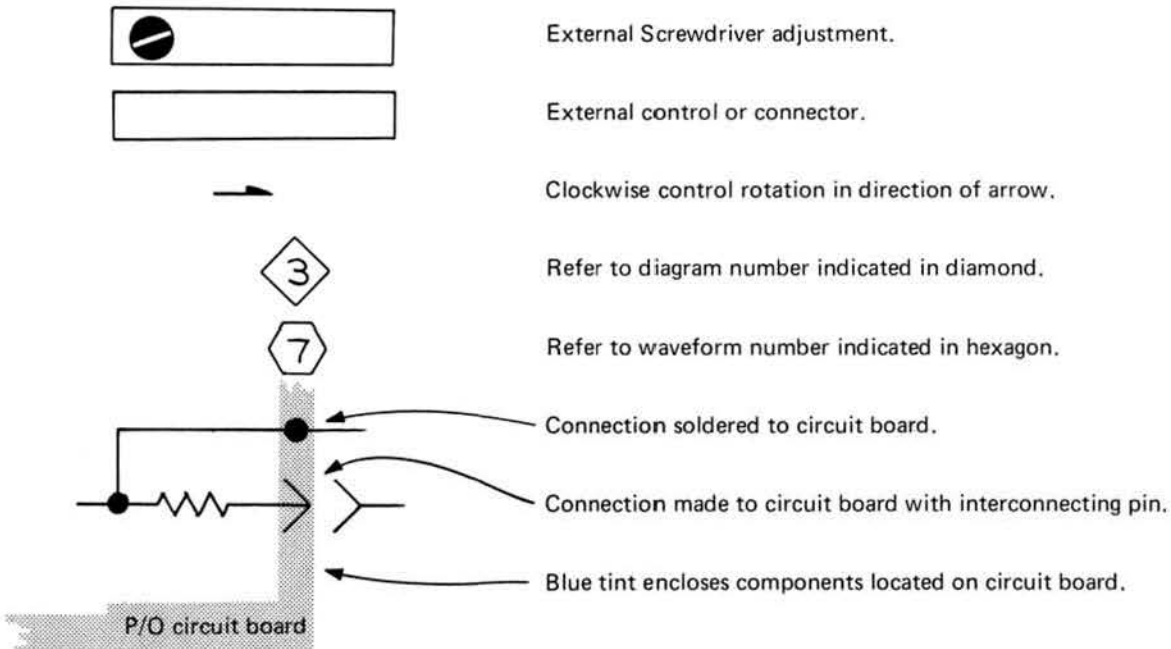 External Screwdriver adjustment.
External control or connector.
Clockwise control rotation in direction of arrow.
3
Refer to diagram number indicated in diamond.
7
Refer to waveform number indicated in hexagon.
Connection soldered to circuit board.
Connection made to circuit board with interconnecting pin.
Blue tint encloses components located on circuit board.
P/O circuit board